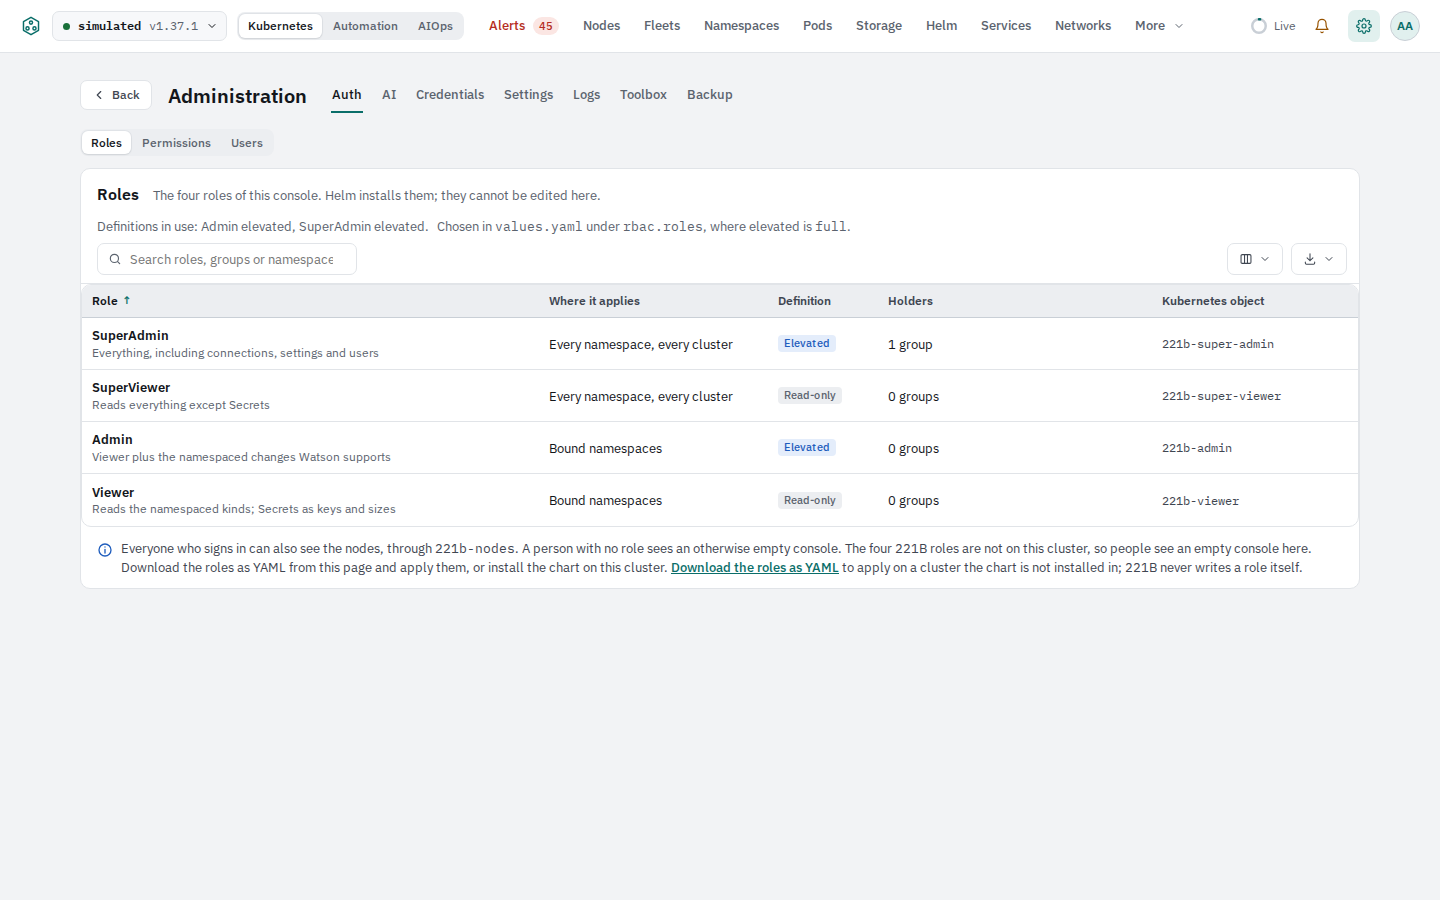 simulated v1.37.1
Kubernetes Automation AIOps
Alerts 45 Nodes Fleets Namespaces Pods Storage Helm Services Networks More
Live
AA
Back
Administration
Auth AI Credentials Settings Logs Toolbox Backup
Roles Permissions Users
Roles The four roles of this console. Helm installs them; they cannot be edited here.
Definitions in use: Admin elevated, SuperAdmin elevated. Chosen in values.yaml under rbac.roles, where elevated is full.
Search roles, groups or namespace
Role ↑ Where it applies Definition Holders Kubernetes object
SuperAdmin
Everything, including connections, settings and users
Every namespace, every cluster Elevated 1 group 221b-super-admin
SuperViewer
Reads everything except Secrets
Every namespace, every cluster Read-only 0 groups 221b-super-viewer
Admin
Viewer plus the namespaced changes Watson supports
Bound namespaces Elevated 0 groups 221b-admin
Viewer
Reads the namespaced kinds; Secrets as keys and sizes
Bound namespaces Read-only 0 groups 221b-viewer
Everyone who signs in can also see the nodes, through 221b-nodes. A person with no role sees an otherwise empty console. The four 221B roles are not on this cluster, so people see an empty console here.
Download the roles as YAML from this page and apply them, or install the chart on this cluster. Download the roles as YAML to apply on a cluster the chart is not installed in; 221B never writes a role itself.